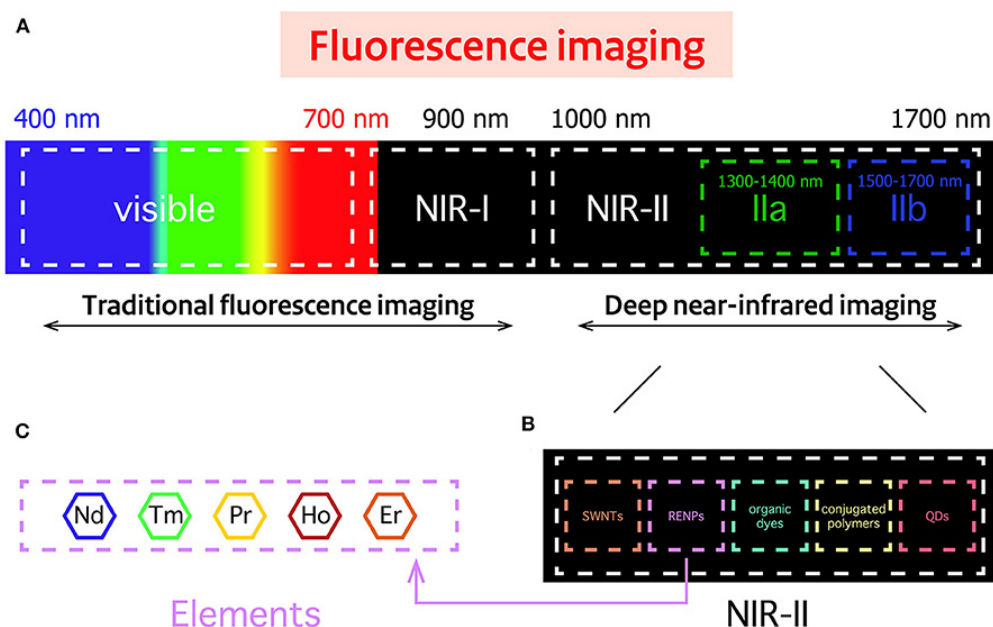 A
Fluorescence imaging
400 nm 700 nm 900 nm 1000 nm 1700 nm
visible NIR-I NIR-II
1300-1400 nm
IIa
1500-1700 nm
IIb
Traditional fluorescence imaging
Deep near-infrared imaging
C
Nd Tm Pr Ho Er
Elements
B
SWNTs
RENPs
organic
dyes
conjugated
polymers
QDs
NIR-II